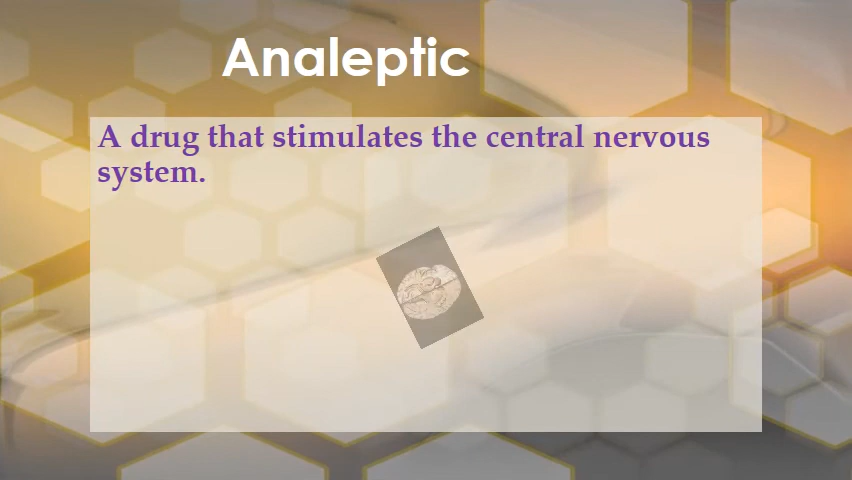 Analeptic
A drug that stimulates the central nervous
system.